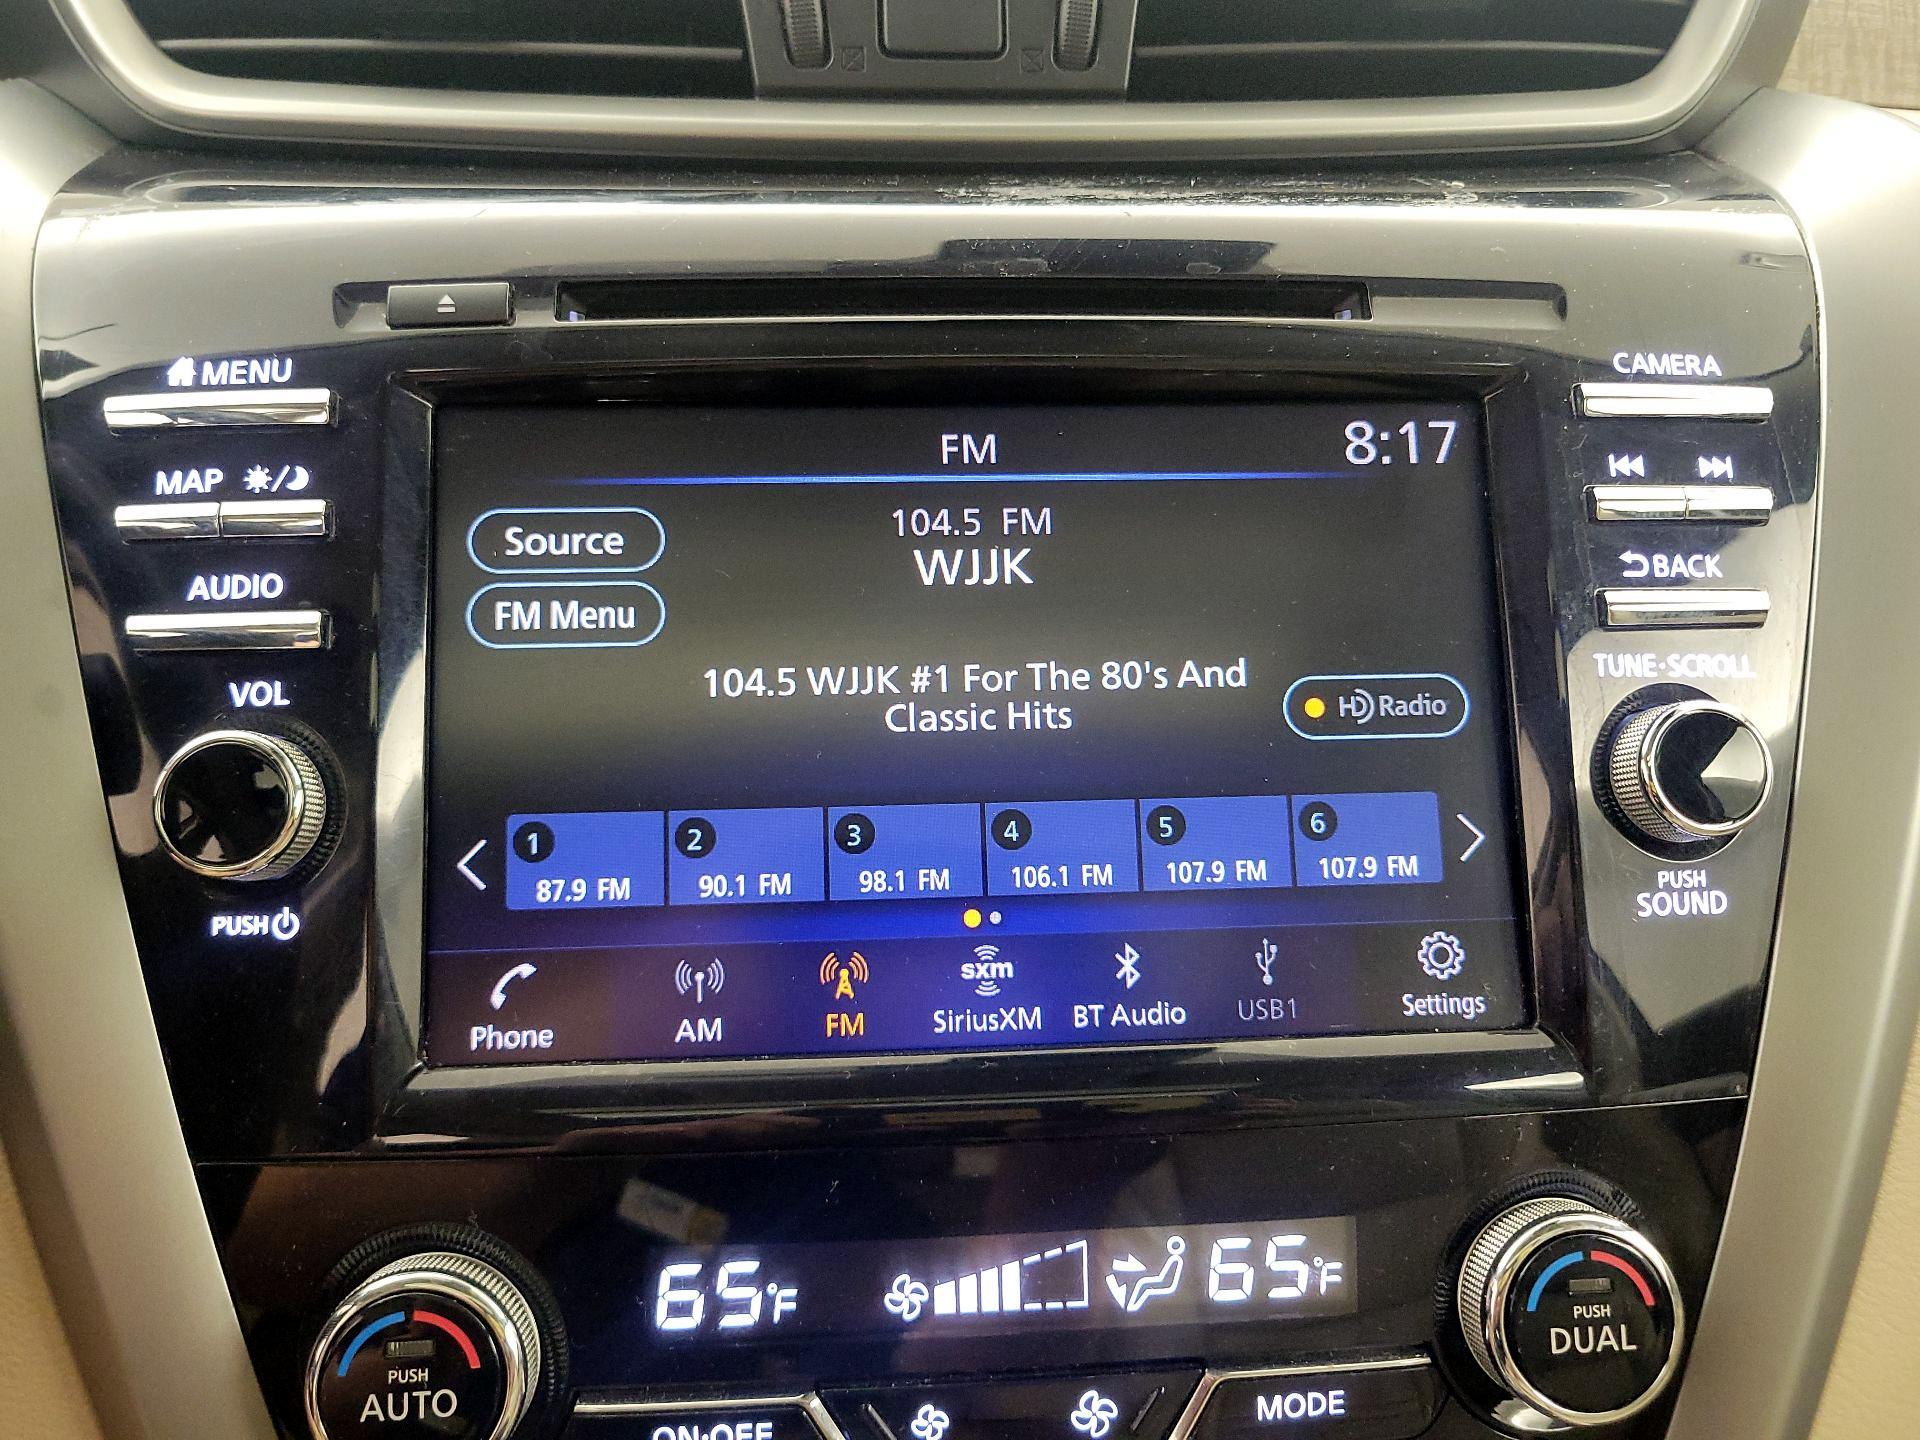 MENU
CAMERA
MAP
AUDIO
BACK
VOL
TUNE·SCROLL
PUSH
PUSH
SOUND
FM
8:17
Source
104.5 FM
WJJK
FM Menu
104.5 WJJK #1 For The 80's And
Classic Hits
HD Radio
1 2 3 4 5 6
87.9 FM 90.1 FM 98.1 FM 106.1 FM 107.9 FM 107.9 FM
Phone
AM
FM
sxm
SiriusXM
BT Audio
USB1
Settings
65°F
65°F
PUSH
AUTO
PUSH
DUAL
ON·OFF
MODE